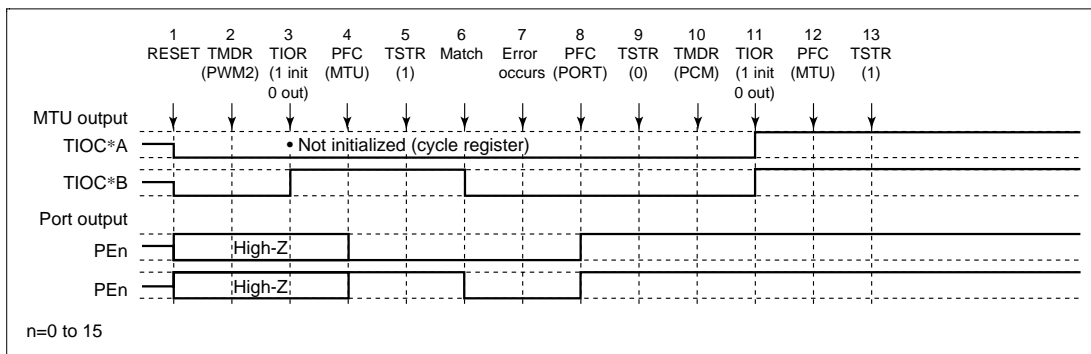 1 2 3 4 5 6 7 8 9 10 11 12 13
RESET TMDR TIOR PFC TSTR Match Error PFC TSTR TMDR TIOR PFC TSTR
(PWM2) (1 init (MTU) (1) occurs (PORT) (0) (PCM) (1 init (MTU) (1)
0 out) 0 out)
MTU output
TIOC*A • Not initialized (cycle register)
TIOC*B
Port output
PEn High-Z
PEn High-Z
n=0 to 15